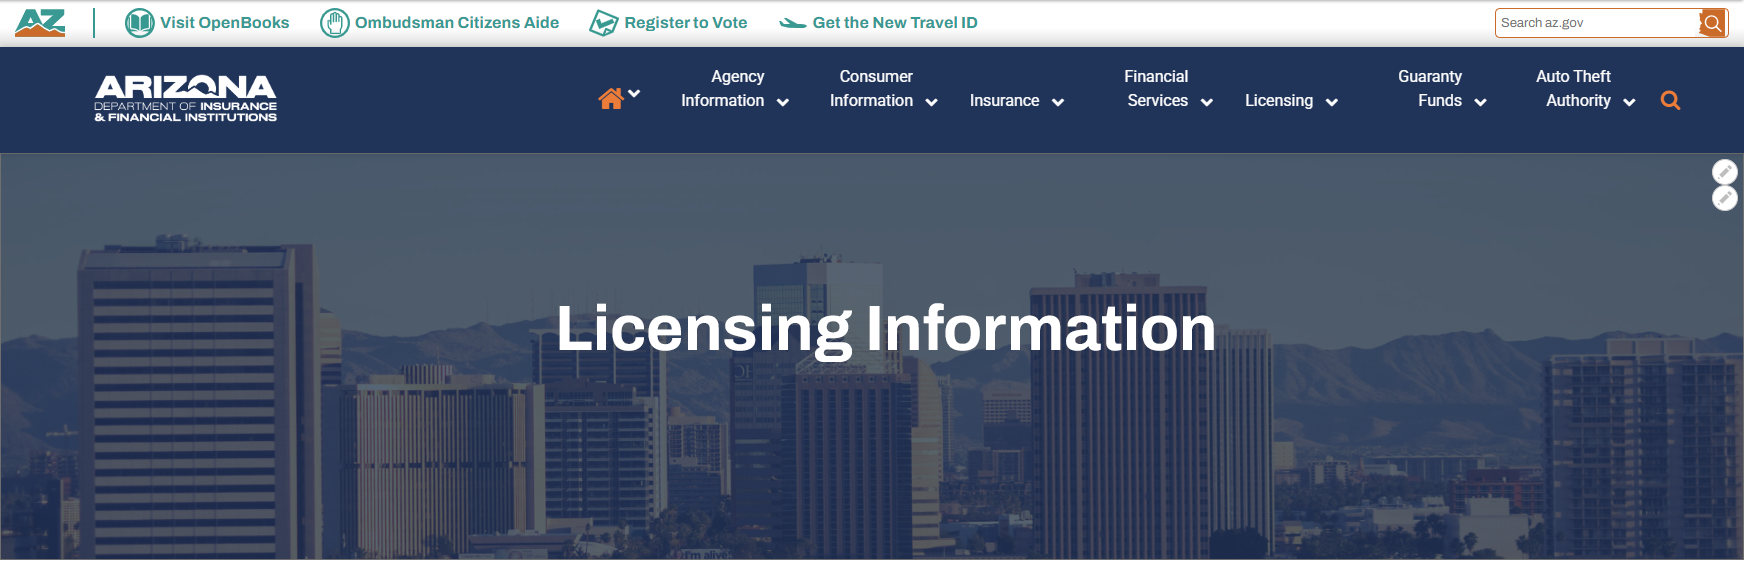 AZ
Visit OpenBooks
Ombudsman Citizens Aide
Register to Vote
Get the New Travel ID
Search az.gov
ARIZONA
DEPARTMENT OF INSURANCE
& FINANCIAL INSTITUTIONS
Agency
Information
Consumer
Information
Insurance
Financial
Services
Licensing
Guaranty
Funds
Auto Theft
Authority
Licensing Information
I'm alive